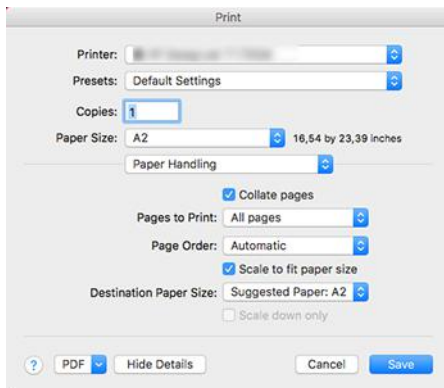 Print
Printer:
Presets: Default Settings
Copies: 1
Paper Size: A2 16,54 by 23,39 inches
Paper Handling
Collate pages
Pages to Print: All pages
Page Order: Automatic
Scale to fit paper size
Destination Paper Size: Suggested Paper: A2
Scale down only
? PDF Hide Details Cancel Save